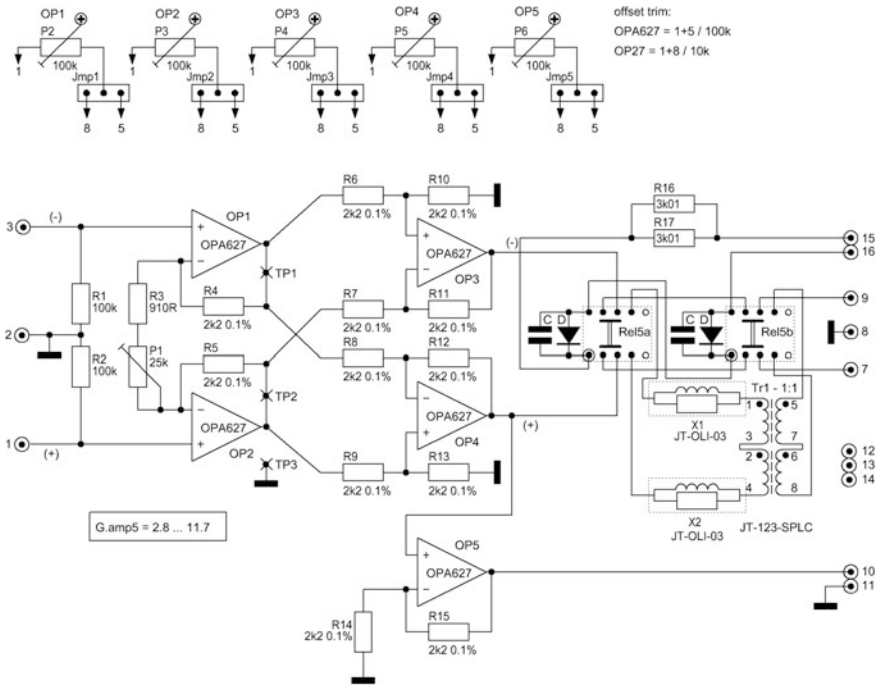 OP1 OP2 OP3 OP4 OP5 offset trim:
P2 P3 P4 P5 P6 OPA627 = 1+5 / 100k
100k 100k 100k 100k 100k OP27 = 1+8 / 10k
1 1 1 1 1
Jmp1 Jmp2 Jmp3 Jmp4 Jmp5
8 5 8 5 8 5 8 5 8 5
R6 R10
2k2 0.1% 2k2 0.1%
R16
3k01
R17
3k01
3 (-) OP1
+
OPA627
−
+
OPA627
−
OP3
(-)
15
16
TP1
R1
100k
R3
910R
R4
2k2 0.1%
R7
2k2 0.1%
R11
2k2 0.1%
C D Rel5a
C D Rel5b
9
2
8
R2
100k
P1
25k
R5
2k2 0.1%
R8
2k2 0.1%
R12
2k2 0.1%
7
TP2
−
OPA627
+
OP2
−
OPA627
+
OP4
(+)
1 (+)
X1
JT-OLI-03
Tr1 - 1:1
1 5
3 7
2 6
4 8
TP3
R9
2k2 0.1%
R13
2k2 0.1%
12
13
14
X2
JT-OLI-03
JT-123-SPLC
G.amp5 = 2.8 ... 11.7
OP5
+
OPA627
−
10
11
R14
2k2 0.1%
R15
2k2 0.1%